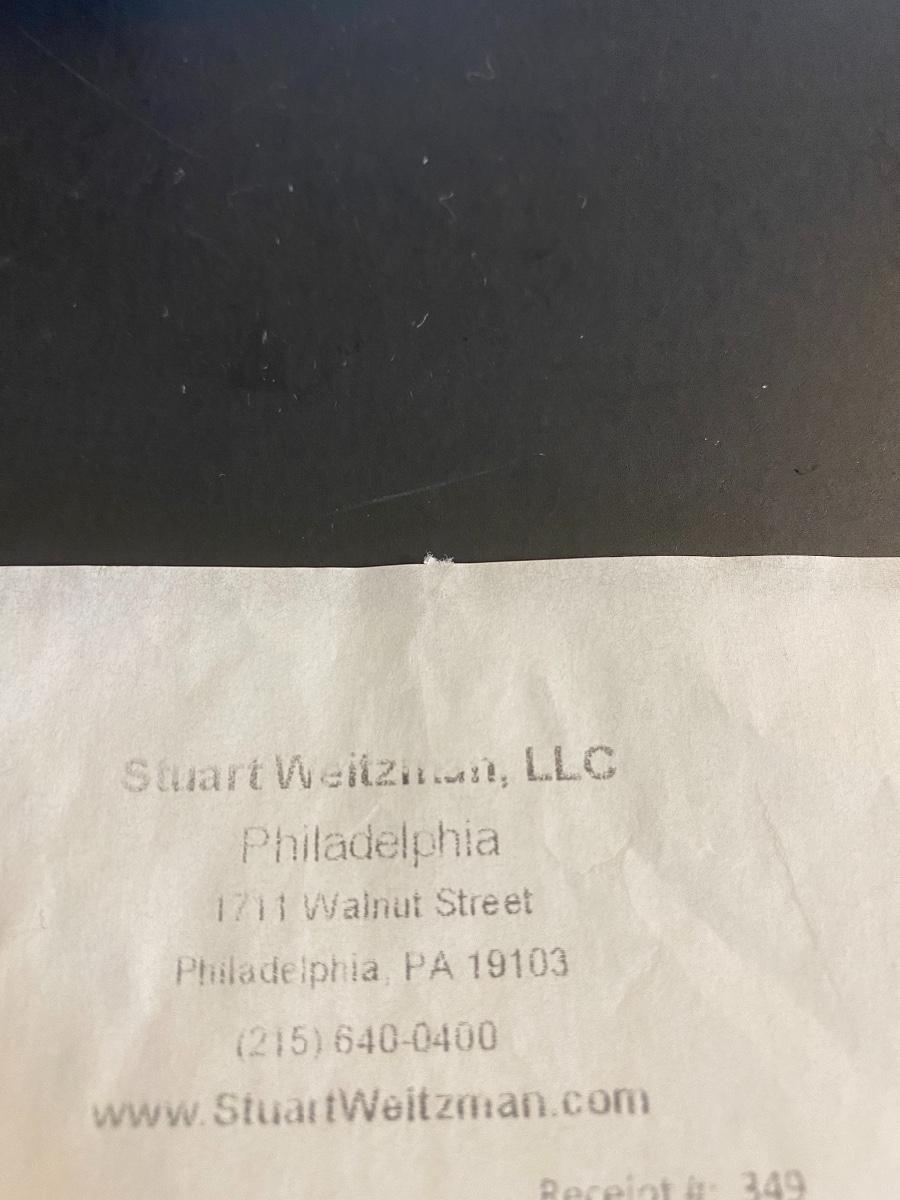 Stuart Weitzman, LLC
Philadelphia
1711 Walnut Street
Philadelphia, PA 19103
(215) 640-0400
www.StuartWeitzman.com
Receipt #: 349